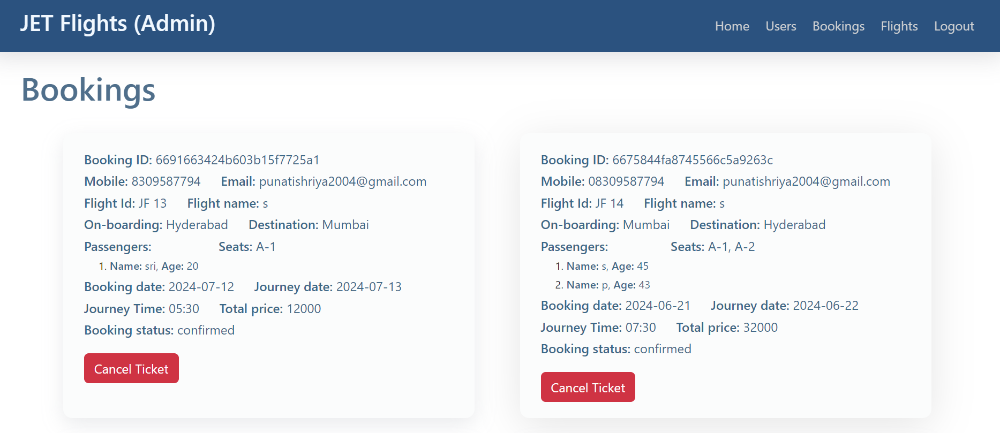 JET Flights (Admin)
Home Users Bookings Flights Logout
Bookings
Booking ID: 6691663424b603b15f7725a1
Mobile: 8309587794 Email: punatishriya2004@gmail.com
Flight Id: JF 13 Flight name: s
On-boarding: Hyderabad Destination: Mumbai
Passengers: Seats: A-1
1. Name: sri, Age: 20
Booking date: 2024-07-12 Journey date: 2024-07-13
Journey Time: 05:30 Total price: 12000
Booking status: confirmed
Cancel Ticket
Booking ID: 6675844fa8745566c5a9263c
Mobile: 08309587794 Email: punatishriya2004@gmail.com
Flight Id: JF 14 Flight name: s
On-boarding: Mumbai Destination: Hyderabad
Passengers: Seats: A-1, A-2
1. Name: s, Age: 45
2. Name: p, Age: 43
Booking date: 2024-06-21 Journey date: 2024-06-22
Journey Time: 07:30 Total price: 32000
Booking status: confirmed
Cancel Ticket